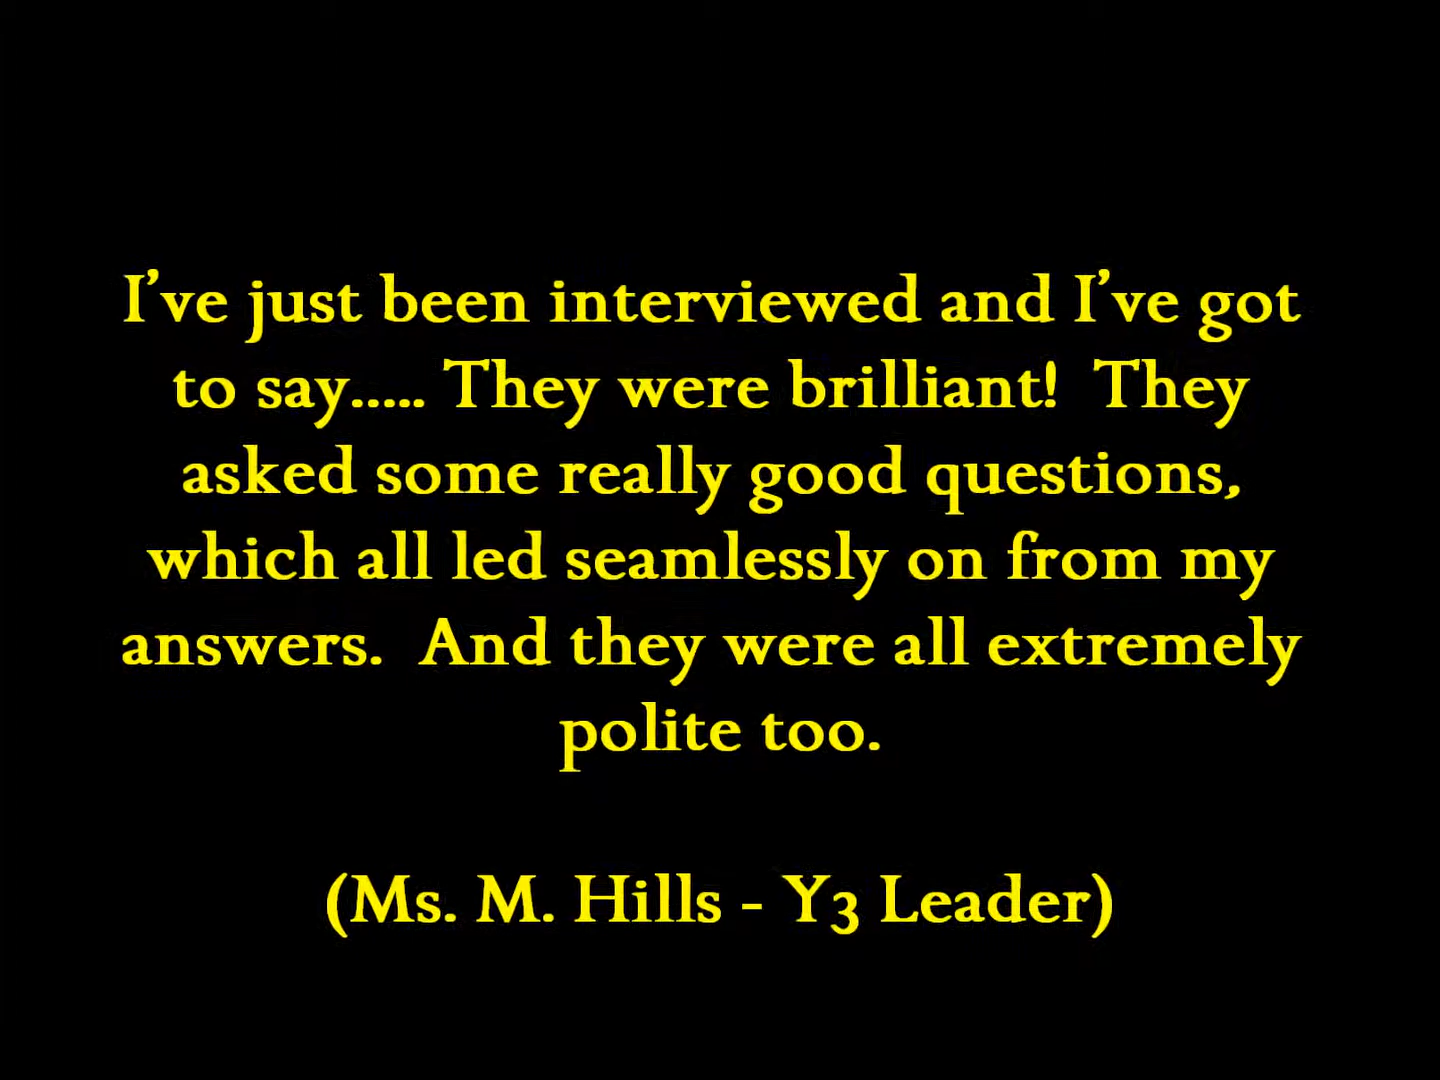 I’ve just been interviewed and I’ve got
to say..... They were brilliant!  They
asked some really good questions,
which all led seamlessly on from my
answers.  And they were all extremely
polite too.
(Ms. M. Hills - Y3 Leader)